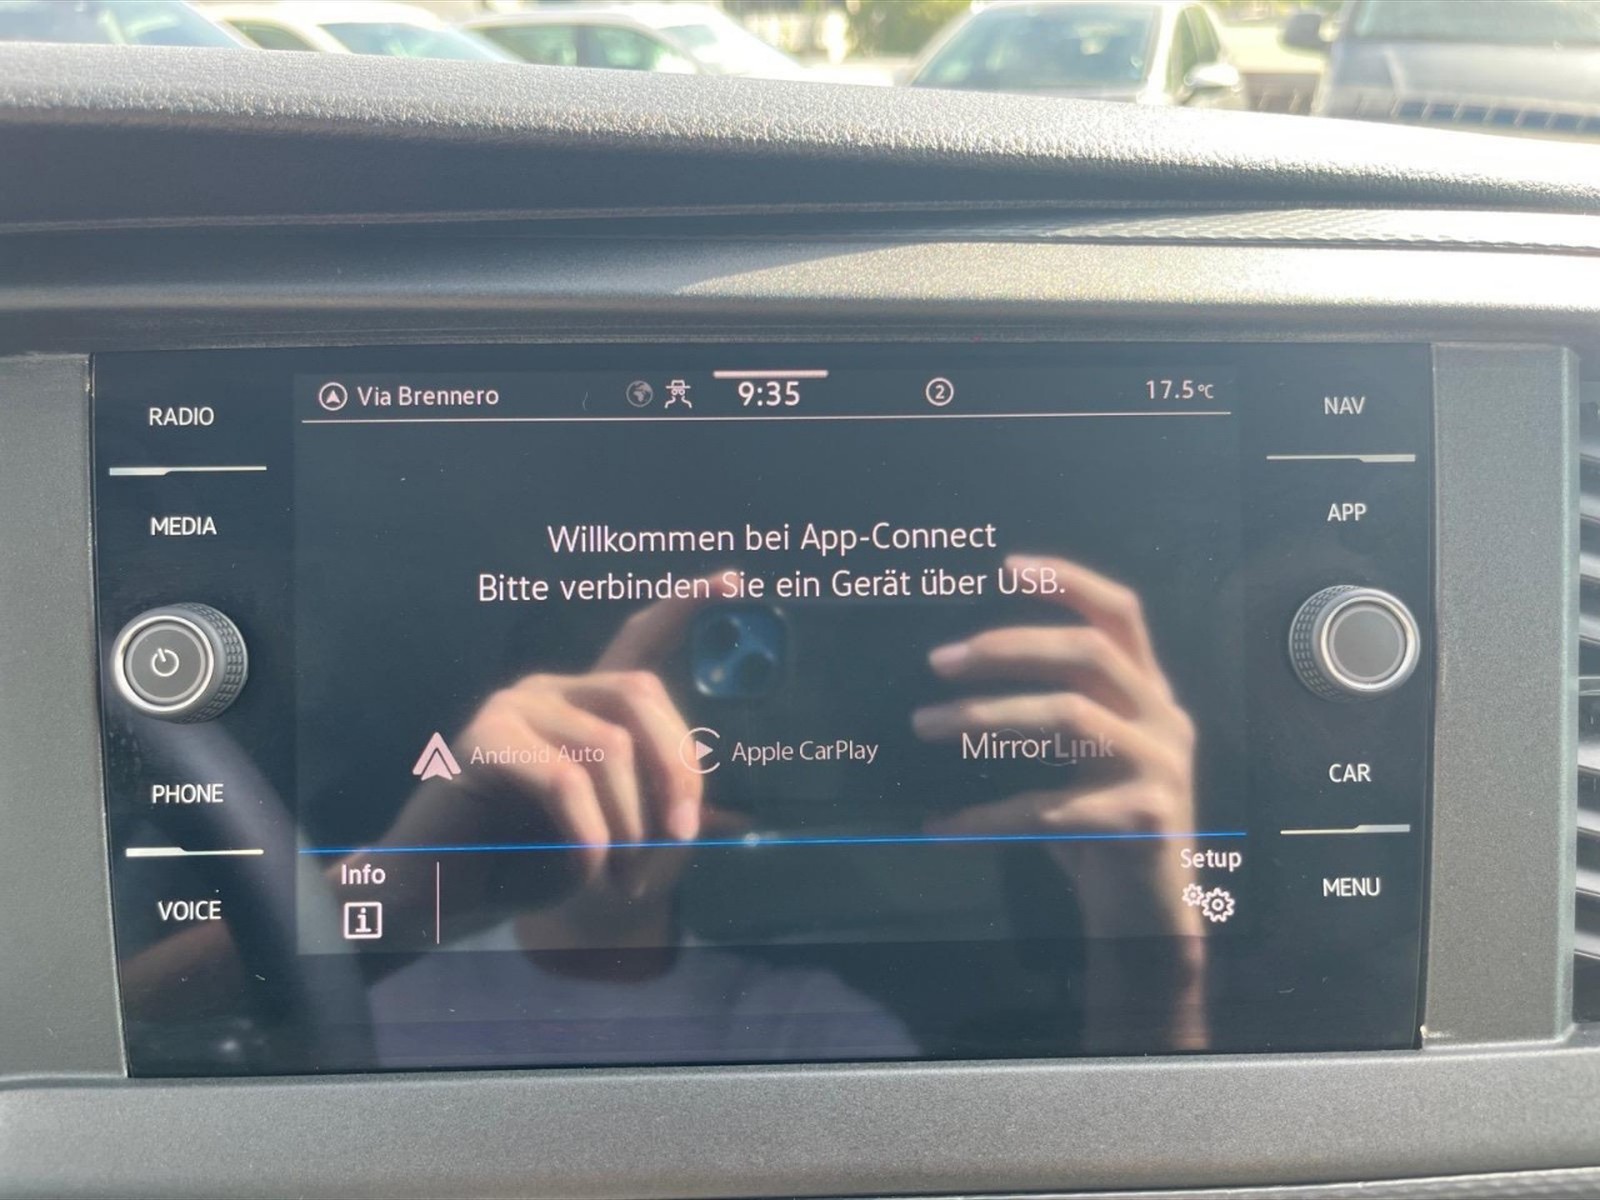 Via Brennero 9:35 2 17.5°C
RADIO
MEDIA
PHONE
VOICE
Willkommen bei App-Connect
Bitte verbinden Sie ein Gerät über USB.
Android Auto
Apple CarPlay
MirrorLink
Info
i
Setup
NAV
APP
CAR
MENU